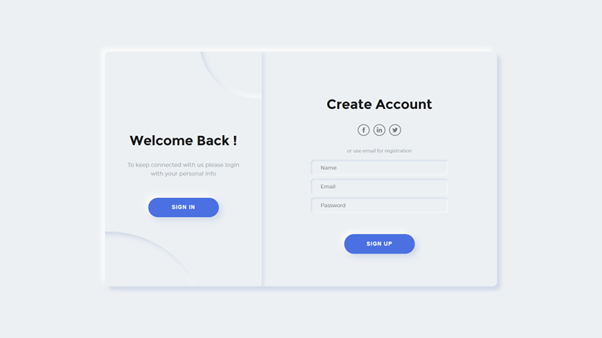 Welcome Back !
To keep connected with us please login
with your personal info
SIGN IN
Create Account
or use email for registration
Name
Email
Password
SIGN UP